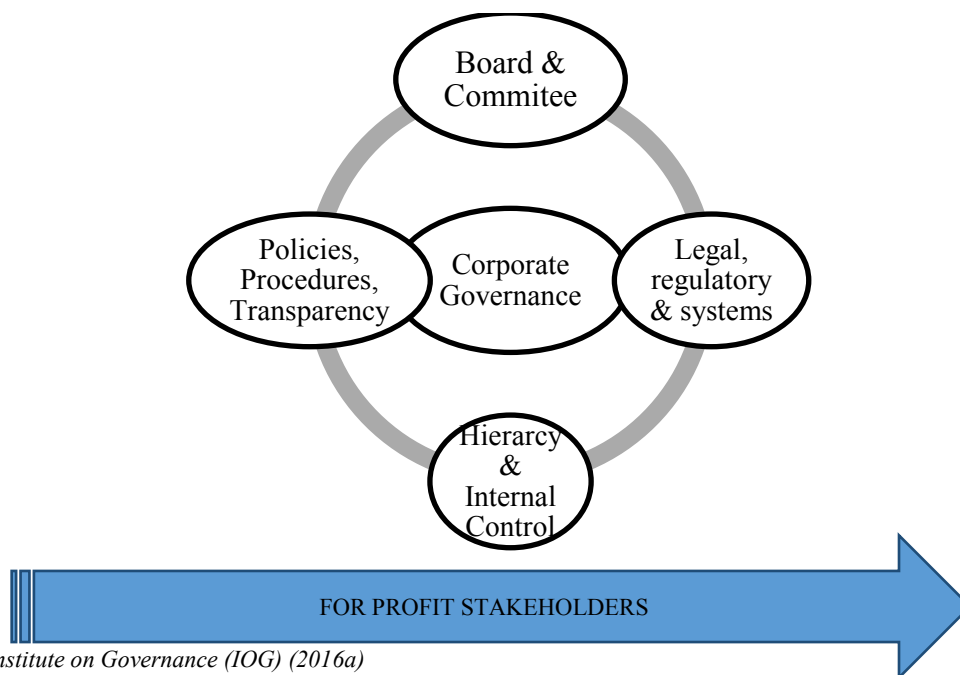 Board &
Commitee
Policies,
Procedures,
Transparency
Corporate
Governance
Legal,
regulatory
& systems
Hierarcy
&
Internal
Control
FOR PROFIT STAKEHOLDERS
nstitute on Governance (IOG) (2016a)